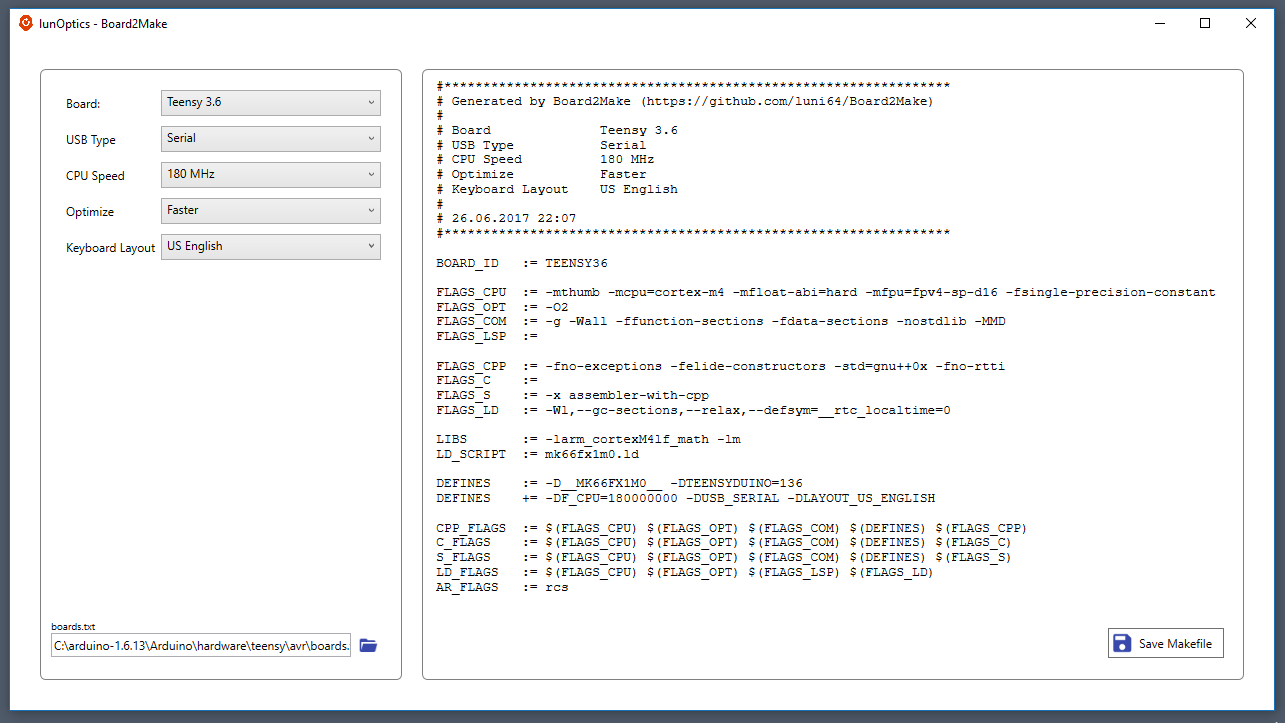 lunOptics - Board2Make
Board: Teensy 3.6
USB Type Serial
CPU Speed 180 MHz
Optimize Faster
Keyboard Layout US English
boards.txt
C:\arduino-1.6.13\Arduino\hardware\teensy\avr\boards.
#*****************************************************************
# Generated by Board2Make (https://github.com/luni64/Board2Make)
#
# Board              Teensy 3.6
# USB Type           Serial
# CPU Speed          180 MHz
# Optimize           Faster
# Keyboard Layout    US English
#
# 26.06.2017 22:07
#*****************************************************************
BOARD_ID   := TEENSY36
FLAGS_CPU  := -mthumb -mcpu=cortex-m4 -mfloat-abi=hard -mfpu=fpv4-sp-d16 -fsingle-precision-constant
FLAGS_OPT  := -O2
FLAGS_COM  := -g -Wall -ffunction-sections -fdata-sections -nostdlib -MMD
FLAGS_LSP  :=
FLAGS_CPP  := -fno-exceptions -felide-constructors -std=gnu++0x -fno-rtti
FLAGS_C    :=
FLAGS_S    := -x assembler-with-cpp
FLAGS_LD   := -Wl,--gc-sections,--relax,--defsym=__rtc_localtime=0
LIBS       := -larm_cortexM4lf_math -lm
LD_SCRIPT  := mk66fx1m0.ld
DEFINES    := -D__MK66FX1M0__ -DTEENSYDUINO=136
DEFINES    += -DF_CPU=180000000 -DUSB_SERIAL -DLAYOUT_US_ENGLISH
CPP_FLAGS  := $(FLAGS_CPU) $(FLAGS_OPT) $(FLAGS_COM) $(DEFINES) $(FLAGS_CPP)
C_FLAGS    := $(FLAGS_CPU) $(FLAGS_OPT) $(FLAGS_COM) $(DEFINES) $(FLAGS_C)
S_FLAGS    := $(FLAGS_CPU) $(FLAGS_OPT) $(FLAGS_COM) $(DEFINES) $(FLAGS_S)
LD_FLAGS   := $(FLAGS_CPU) $(FLAGS_OPT) $(FLAGS_LSP) $(FLAGS_LD)
AR_FLAGS   := rcs
Save Makefile